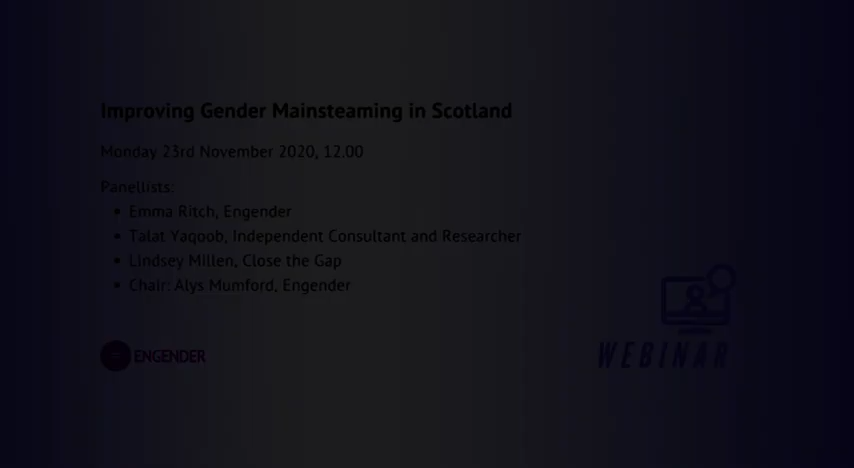 Improving Gender Mainsteaming in Scotland
Monday 23rd November 2020, 12.00
Panellists:
Emma Ritch, Engender
Talat Yaqoob, Independent Consultant and Researcher
Lindsey Millen, Close the Gap
Chair: Alys Mumford, Engender
ENGENDER
WEBINAR